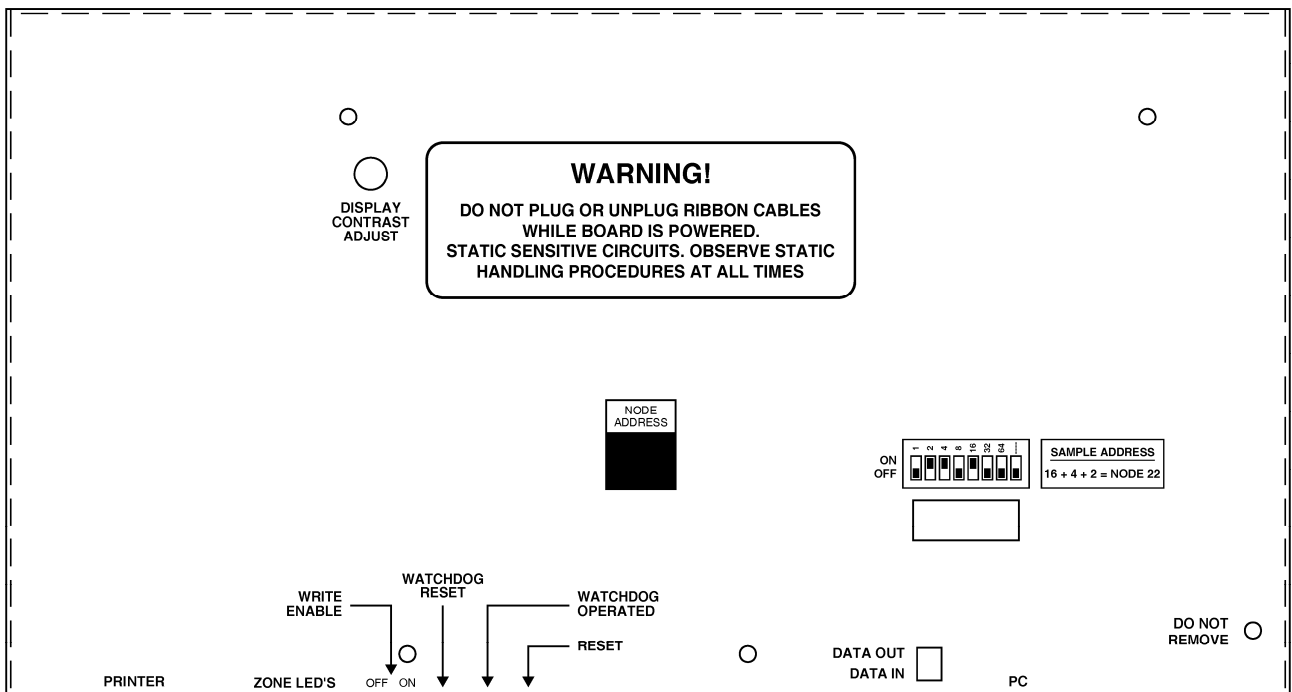 WARNING!
DO NOT PLUG OR UNPLUG RIBBON CABLES
WHILE BOARD IS POWERED.
STATIC SENSITIVE CIRCUITS. OBSERVE STATIC
HANDLING PROCEDURES AT ALL TIMES
DISPLAY
CONTRAST
ADJUST
NODE
ADDRESS
1 2 4 8 16 32 64 ----
ON
OFF
SAMPLE ADDRESS
16 + 4 + 2 = NODE 22
WATCHDOG
RESET
WRITE
ENABLE
WATCHDOG
OPERATED
RESET
DO NOT
REMOVE
DATA OUT
DATA IN
PRINTER
ZONE LED'S
OFF ON
PC